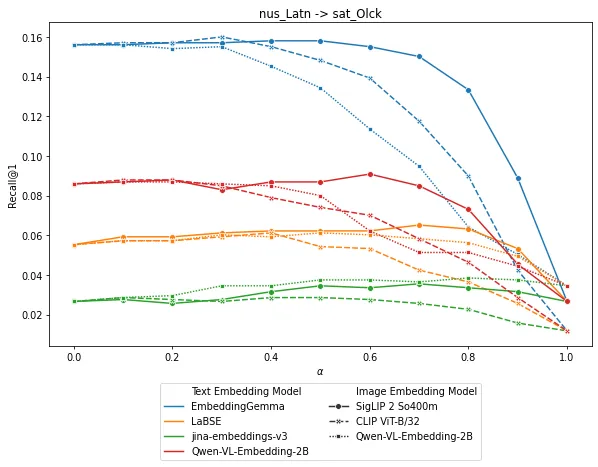 nus_Latn -> sat_Olck
Recall@1
0.16
0.14
0.12
0.10
0.08
0.06
0.04
0.02
0.0 0.2 0.4 0.6 0.8 1.0
α
Text Embedding Model
EmbeddingGemma
LaBSE
jina-embeddings-v3
Qwen-VL-Embedding-2B
Image Embedding Model
SigLIP 2 So400m
CLIP ViT-B/32
Qwen-VL-Embedding-2B